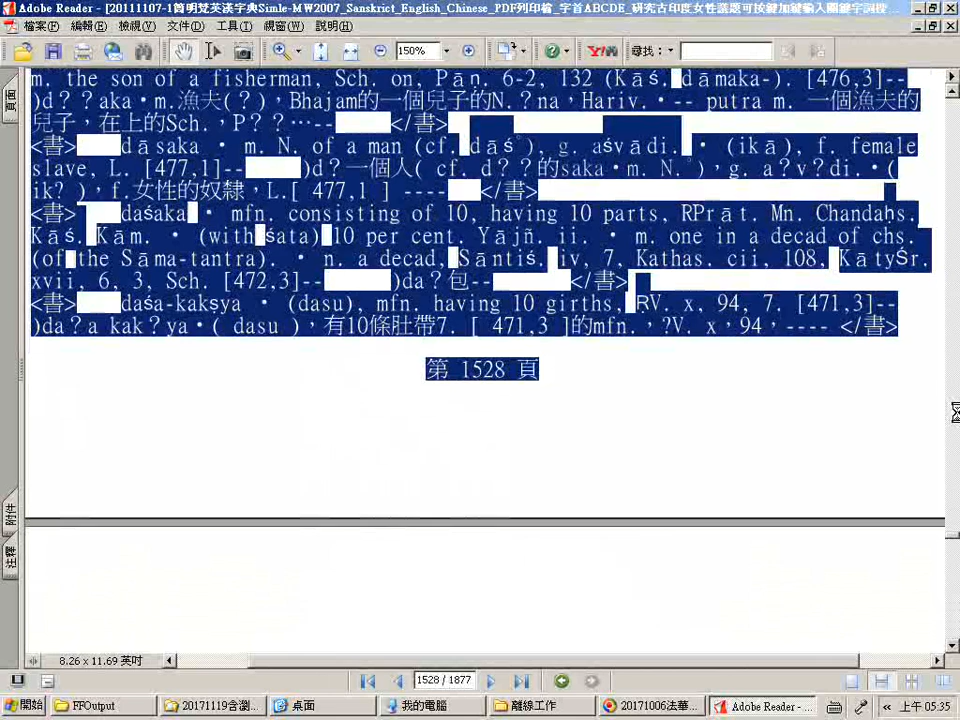 Adobe Reader - [20111107-1簡明梵英漢字典Simle-MW2007_Sanskrict_English_Chinese_PDF列印檔_字首ABCDE_研究古印度女性議題可按鍵加鍵輸入關鍵字詞搜...
檔案(F) 編輯(E) 檢視(V) 文件(D) 工具(T) 視窗(W) 說明(H)
150% Y! 尋找：
頁面
m. the son of a fisherman, Sch. on. Pāṇ. 6-2, 132 (Kāś. dāmaka-). [476,3]--
)d？？aka・m.漁夫(？)，Bhajam的一個兒子的N.？na，Hariv.・-- putra m. 一個漁夫的
兒子，在上的Sch.，P？？…-- </書>
<書> dāsaka ・ m. N. of a man (cf. dāś°), g. aśvādi. ・ (ikā), f. female
slave, L. [477,1]-- )d？一個人( cf. d？？的saka・m. N.°)，g. a？v？di.・(
ik? )，f.女性的奴隸，L.[ 477,1 ] ---- </書>
<書> daśaka ・ mfn. consisting of 10, having 10 parts, RPrāt. Mn. Chandaḥs.
Kāś. Kām. ・ (with śata) 10 per cent. Yājñ. ii. ・ m. one in a decad of chs.
(of the Sāma-tantra). ・ n. a decad, Sāntiś. iv, 7, Kathas. cii, 108, KātyŚr.
xvii, 6, 3, Sch. [472,3]-- )da？包-- </書>
<書> daśa-kakṣya ・ (dasu), mfn. having 10 girths, ṚV. x, 94, 7. [471,3]--
)da？a kak？ya・( dasu )，有10條肚帶7. [ 471,3 ]的mfn.，?V. x，94，---- </書>
第 1528 頁
附件
注釋
8.26 x 11.69 英吋
1528 / 1877
開始 FFOutput 20171119含瀏... 桌面 我的電腦 離線工作 20171006法華... Adobe Reader - [... 上午 05:35